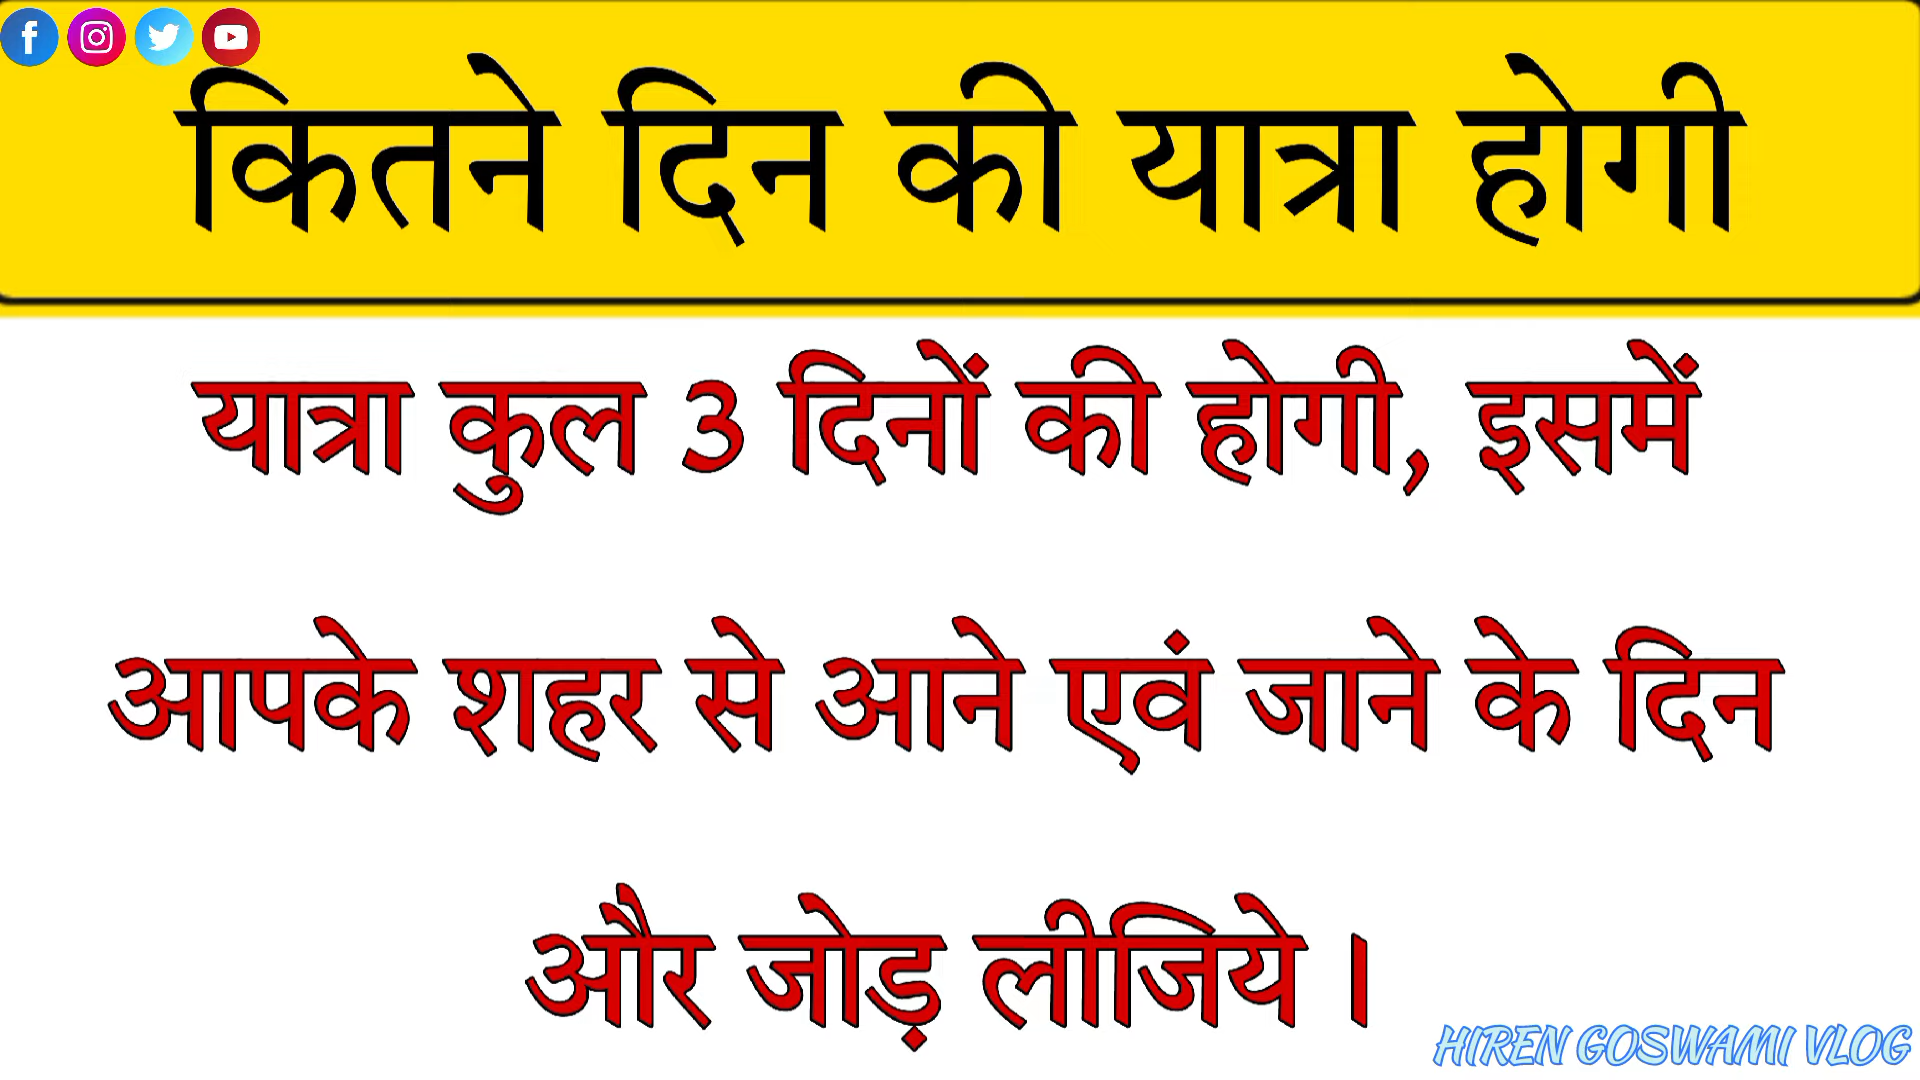 कितने दिन की यात्रा होगी
यात्रा कुल 3 दिनों की होगी, इसमें
आपके शहर से आने एवं जाने के दिन
और जोड़ लीजिये ।
HIREN GOSWAMI VLOG